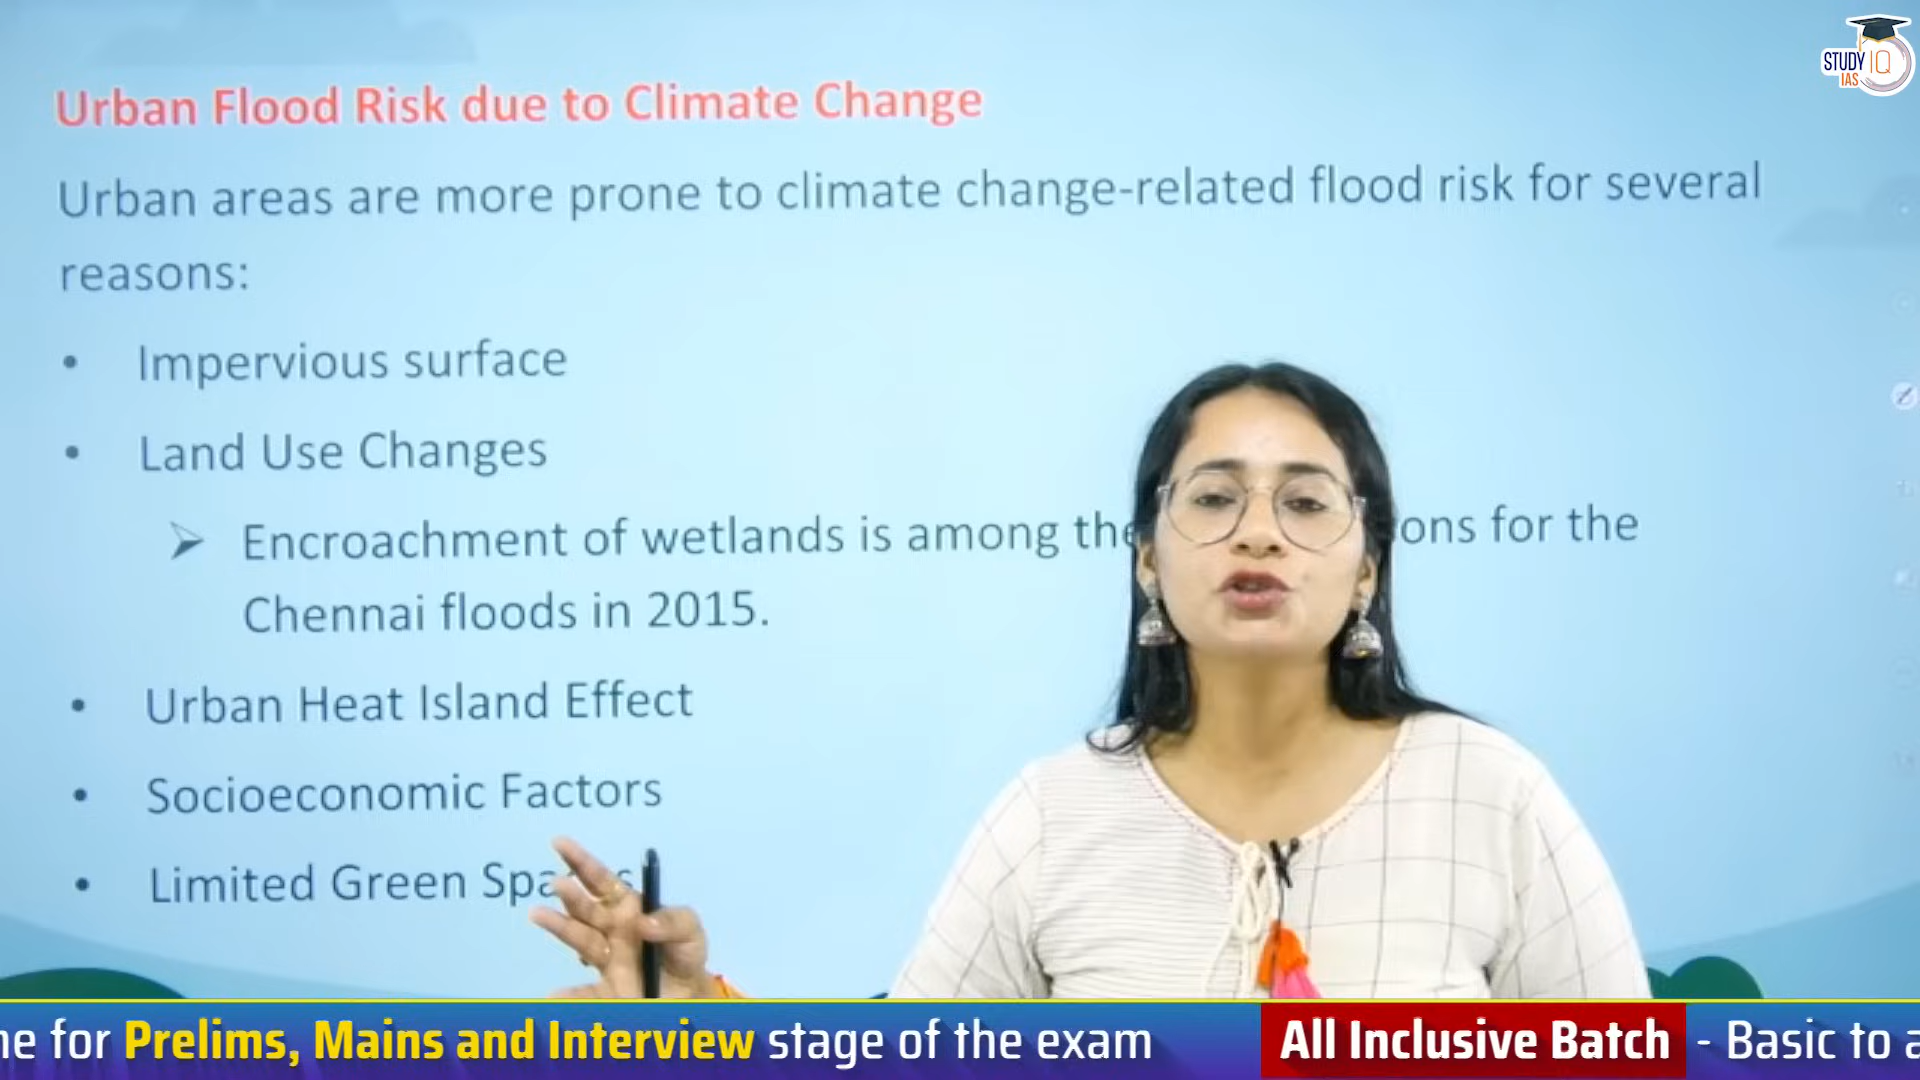 STUDY IQ
IAS
Urban Flood Risk due to Climate Change
Urban areas are more prone to climate change-related flood risk for several
reasons:
• Impervious surface
• Land Use Changes
➤ Encroachment of wetlands is among the for the
Chennai floods in 2015.
• Urban Heat Island Effect
• Socioeconomic Factors
• Limited Green
for Prelims, Mains and Interview stage of the exam All Inclusive Batch - Basic to